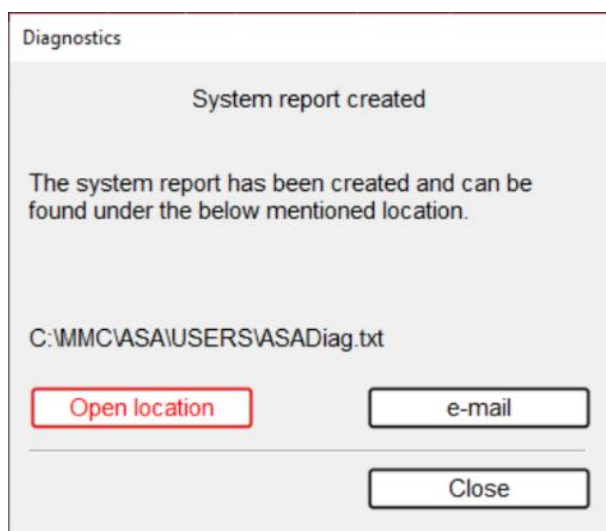 Diagnostics
System report created
The system report has been created and can be
found under the below mentioned location.
C:\MMC\ASA\USERS\ASADiag.txt
Open location
e-mail
Close